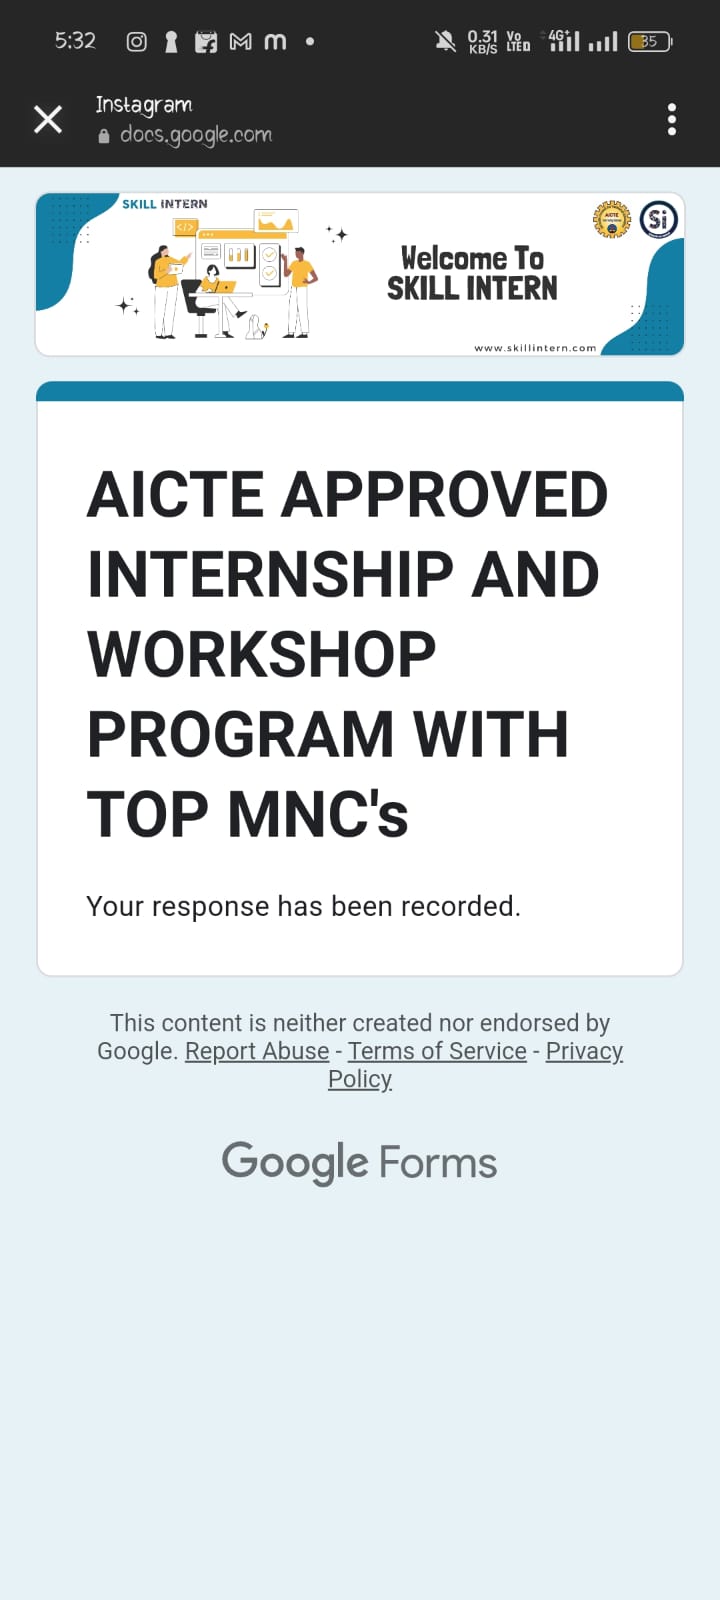 5:32
0.31 KB/S
Vo LTED
4G+
35
Instagram
docs.google.com
SKILL INTERN
</>
AICTE
Si
Welcome To
SKILL INTERN
www.skillintern.com
AICTE APPROVED
INTERNSHIP AND
WORKSHOP
PROGRAM WITH
TOP MNC's
Your response has been recorded.
This content is neither created nor endorsed by
Google. Report Abuse - Terms of Service - Privacy
Policy
Google Forms